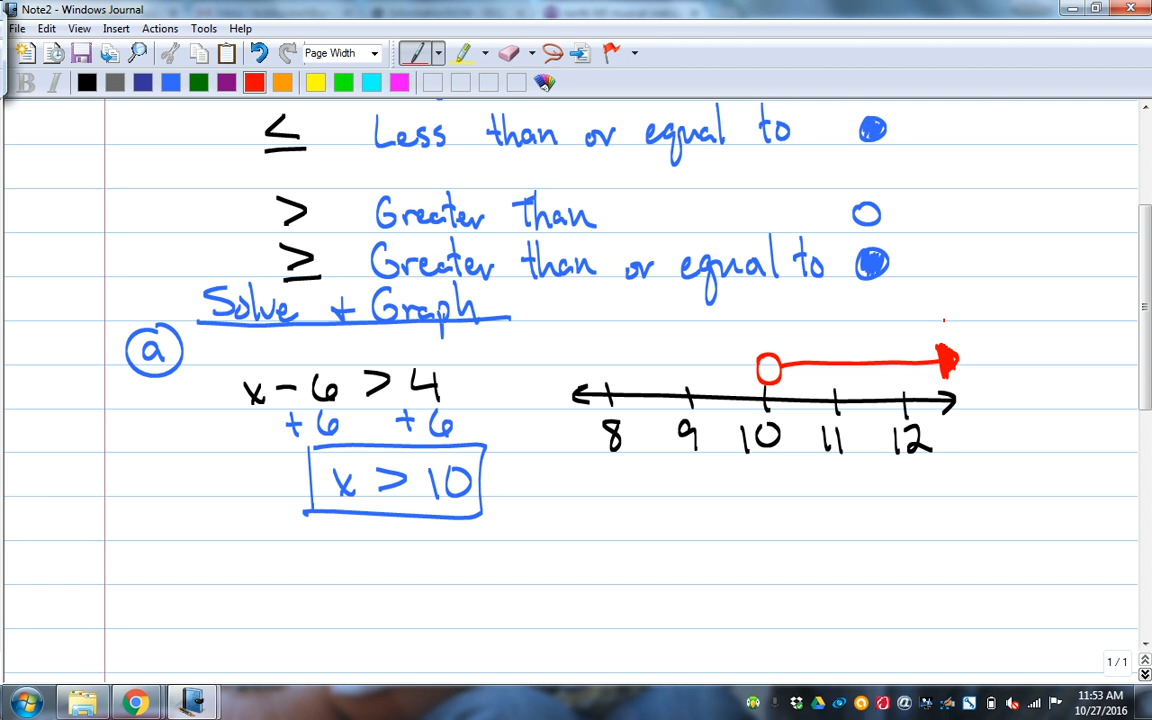 Note2 - Windows Journal
File Edit View Insert Actions Tools Help
Page Width
B I
≤ Less than or equal to
> Greater Than
≥ Greater than or equal to
Solve + Graph
a
x - 6 > 4
+6 +6
x > 10
8 9 10 11 12
1 / 1
11:53 AM
10/27/2016